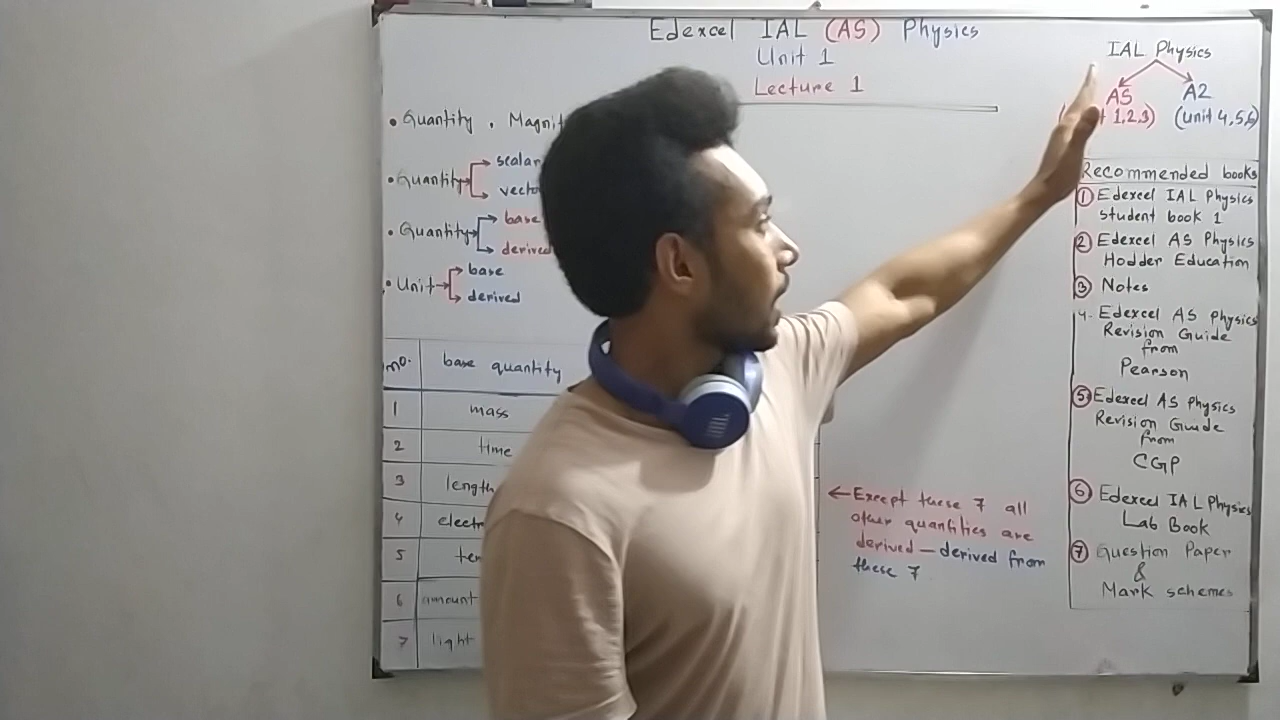 Edexcel IAL (AS) Physics
Unit 1
Lecture 1
• Quantity, Magnit
• Quantity
scalar
vecto
• Quantity
base
derived
• Unit
base
derived
no. base quantity
1 mass
2 time
3 length
4 electr
5 tem
6 amount
7 light
← Except these 7 all
other quantities are
derived — derived from
these 7
IAL Physics
AS A2
1,2,3) (unit 4,5,6)
Recommended books
1 Edexcel IAL Physics
student book 1
2 Edexcel AS Physics
Hodder Education
3 Notes
4. Edexcel AS Physics
Revision Guide
from
Pearson
5 Edexcel AS Physics
Revision Guide
from
CGP
6 Edexcel IAL Physics
Lab Book
7 Question Paper
&
Mark schemes
JBL